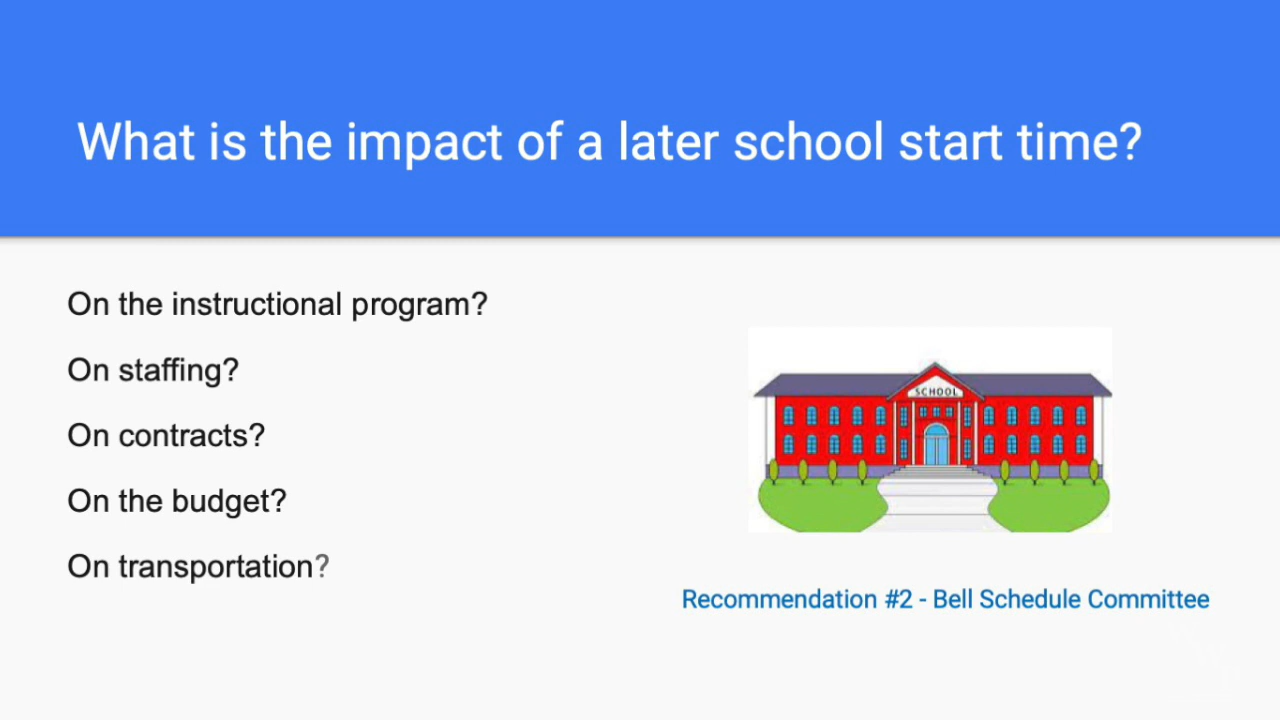 What is the impact of a later school start time?
On the instructional program?
On staffing?
On contracts?
On the budget?
On transportation?
SCHOOL
Recommendation #2 - Bell Schedule Committee